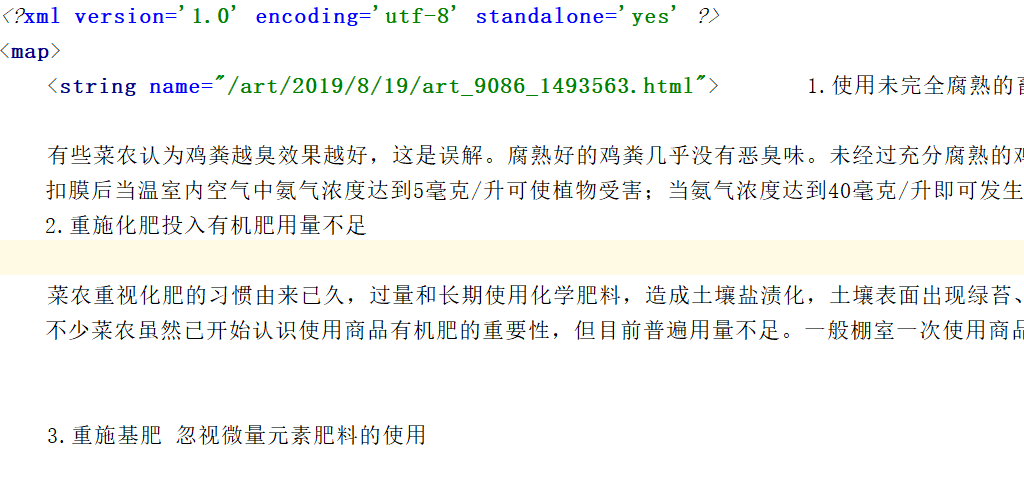 <?xml version='1.0' encoding='utf-8' standalone='yes' ?>
<map>
<string name="/art/2019/8/19/art_9086_1493563.html"> 1.使用未完全腐熟的
有些菜农认为鸡粪越臭效果越好，这是误解。腐熟好的鸡粪几乎没有恶臭味。未经过充分腐熟的
扣膜后当温室内空气中氨气浓度达到5毫克/升可使植物受害；当氨气浓度达到40毫克/升即可发生
2.重施化肥投入有机肥用量不足
菜农重视化肥的习惯由来已久，过量和长期使用化学肥料，造成土壤盐渍化，土壤表面出现绿苔、
不少菜农虽然已开始认识使用商品有机肥的重要性，但目前普遍用量不足。一般棚室一次使用商品
3.重施基肥 忽视微量元素肥料的使用